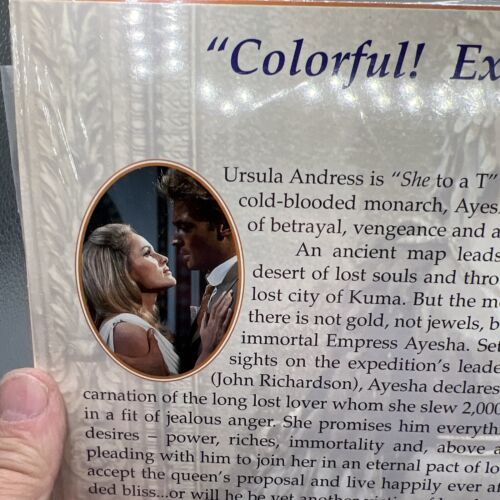 “Colorful! Ex
Ursula Andress is “She to a T”
cold-blooded monarch, Ayes
of betrayal, vengeance and a
An ancient map leads
desert of lost souls and thro
lost city of Kuma. But the m
there is not gold, not jewels, b
immortal Empress Ayesha. Set
sights on the expedition's leade
(John Richardson), Ayesha declares
carnation of the long lost lover whom she slew 2,000
in a fit of jealous anger. She promises him everyth
desires – power, riches, immortality and, above a
pleading with him to join her in an eternal pact of lo
accept the queen's proposal and live happily ever a
ded bliss...or will he be yet another